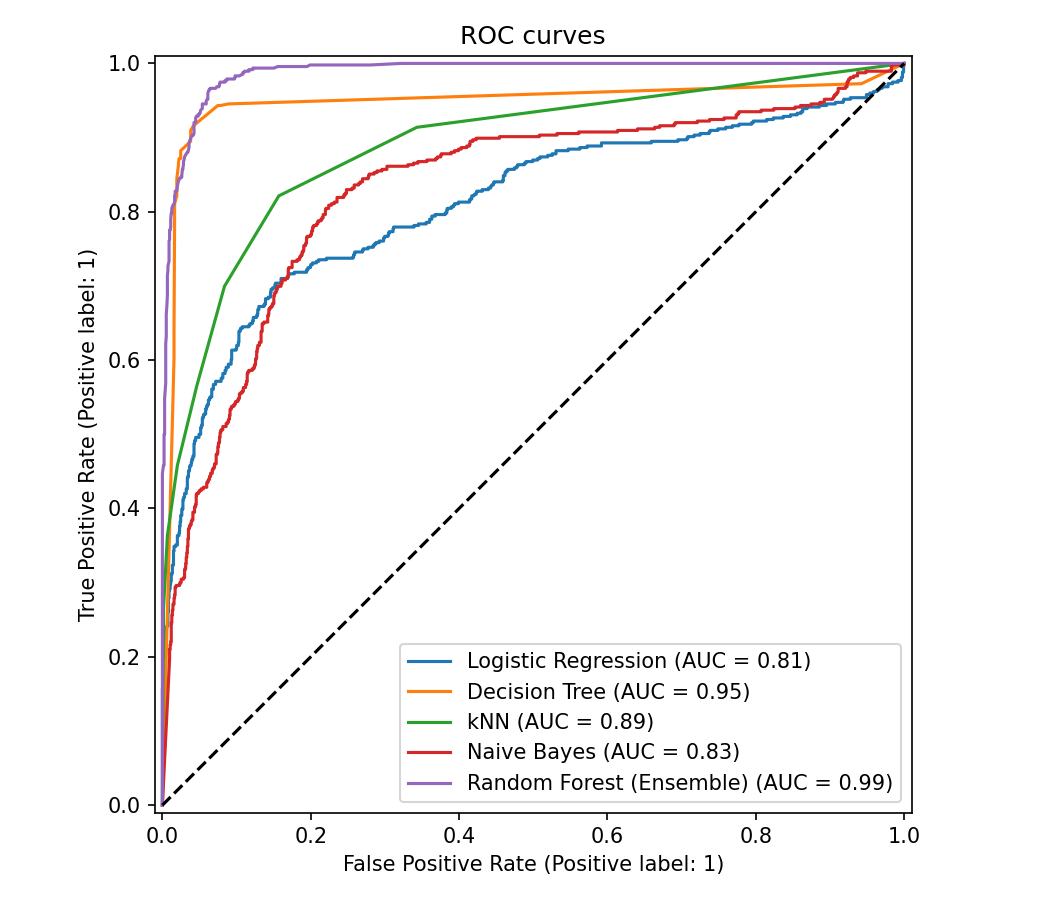 ROC curves
True Positive Rate (Positive label: 1)
1.0
0.8
0.6
0.4
0.2
0.0
Logistic Regression (AUC = 0.81)
Decision Tree (AUC = 0.95)
kNN (AUC = 0.89)
Naive Bayes (AUC = 0.83)
Random Forest (Ensemble) (AUC = 0.99)
0.0 0.2 0.4 0.6 0.8 1.0
False Positive Rate (Positive label: 1)